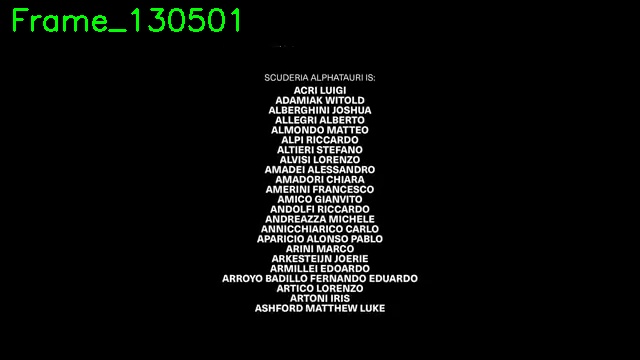 Frame_130501
SCUDERIA ALPHATAURI IS:
ACRI LUIGI
ADAMIAK WITOLD
ALBERGHINI JOSHUA
ALLEGRI ALBERTO
ALMONDO MATTEO
ALPI RICCARDO
ALTIERI STEFANO
ALVISI LORENZO
AMADEI ALESSANDRO
AMADORI CHIARA
AMERINI FRANCESCO
AMICO GIANVITO
ANDOLFI RICCARDO
ANDREAZZA MICHELE
ANNICCHIARICO CARLO
APARICIO ALONSO PABLO
ARINI MARCO
ARKESTEIJN JOERIE
ARMILLEI EDOARDO
ARROYO BADILLO FERNANDO EDUARDO
ARTICO LORENZO
ARTONI IRIS
ASHFORD MATTHEW LUKE